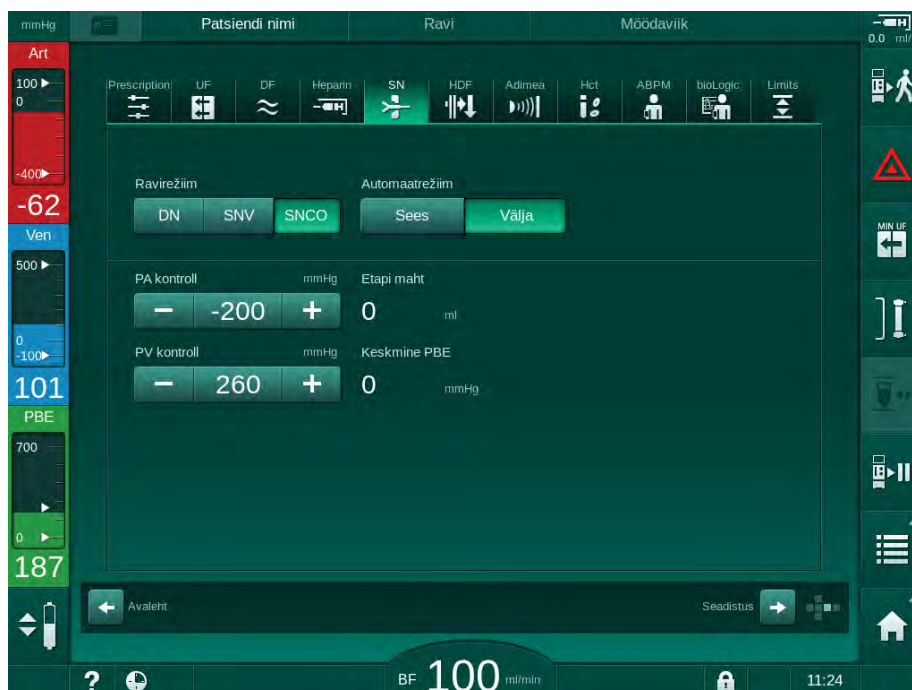 mmHg
Patsiendi nimi
Ravi
Möödaviik
0.0 ml/
Art
100
0
-400
-62
Ven
500
0
-100
101
PBE
700
0
187
Prescription
UF
DF
Heparin
SN
HDF
Adimea
Hct
ABPM
bioLogic
Limits
H
H
Ravirežiim
Automaatrežiim
DN
SNV
SNCO
Sees
Välja
PA kontroll mmHg
Etapi maht
− -200 +
0 ml
PV kontroll mmHg
Keskmine PBE
− 260 +
0 mmHg
MIN UF
Avaleht
Seadistus
?
BF 100 ml/min
11:24